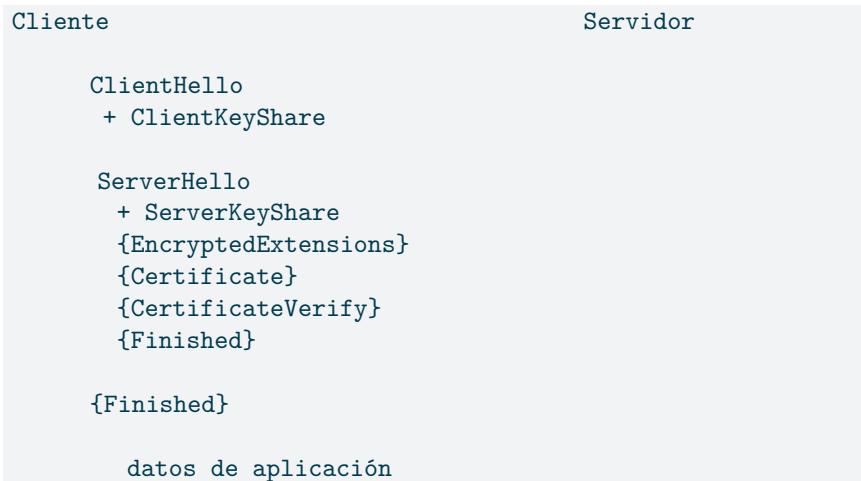 Cliente Servidor
ClientHello
+ ClientKeyShare
ServerHello
+ ServerKeyShare
{EncryptedExtensions}
{Certificate}
{CertificateVerify}
{Finished}
{Finished}
datos de aplicación